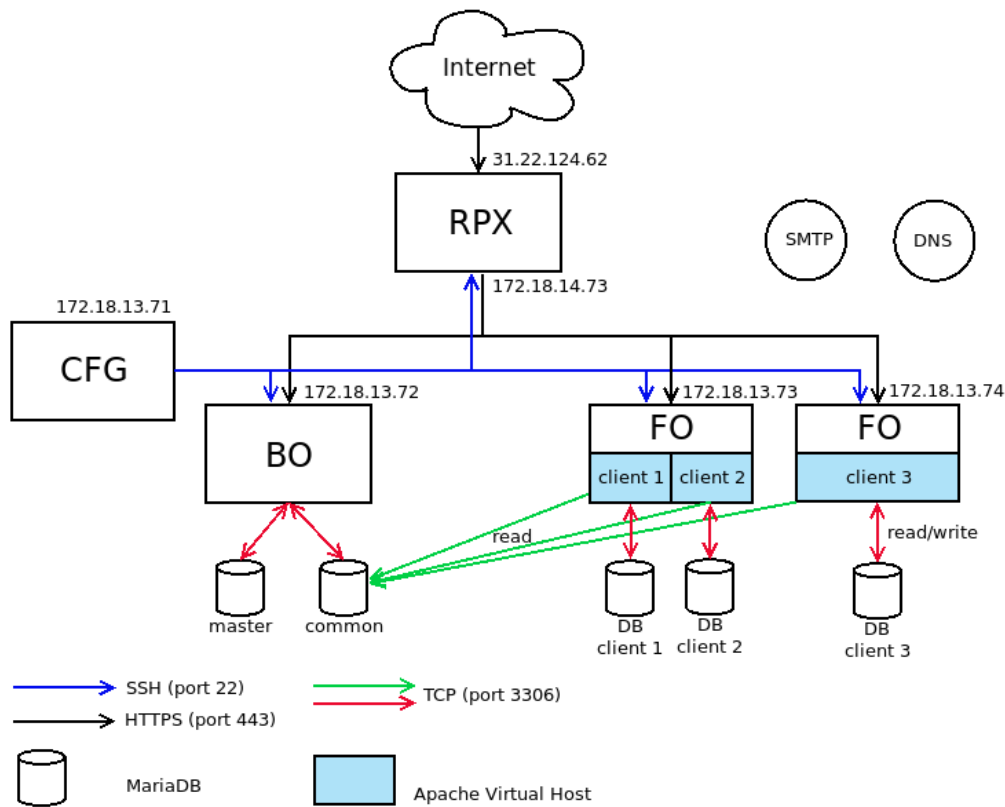 Internet
31.22.124.62
RPX
SMTP
DNS
172.18.14.73
172.18.13.71
CFG
172.18.13.72
172.18.13.73
172.18.13.74
BO
FO
FO
client 1
client 2
client 3
read
read/write
master
common
DB
client 1
DB
client 2
DB
client 3
SSH (port 22)
TCP (port 3306)
HTTPS (port 443)
MariaDB
Apache Virtual Host